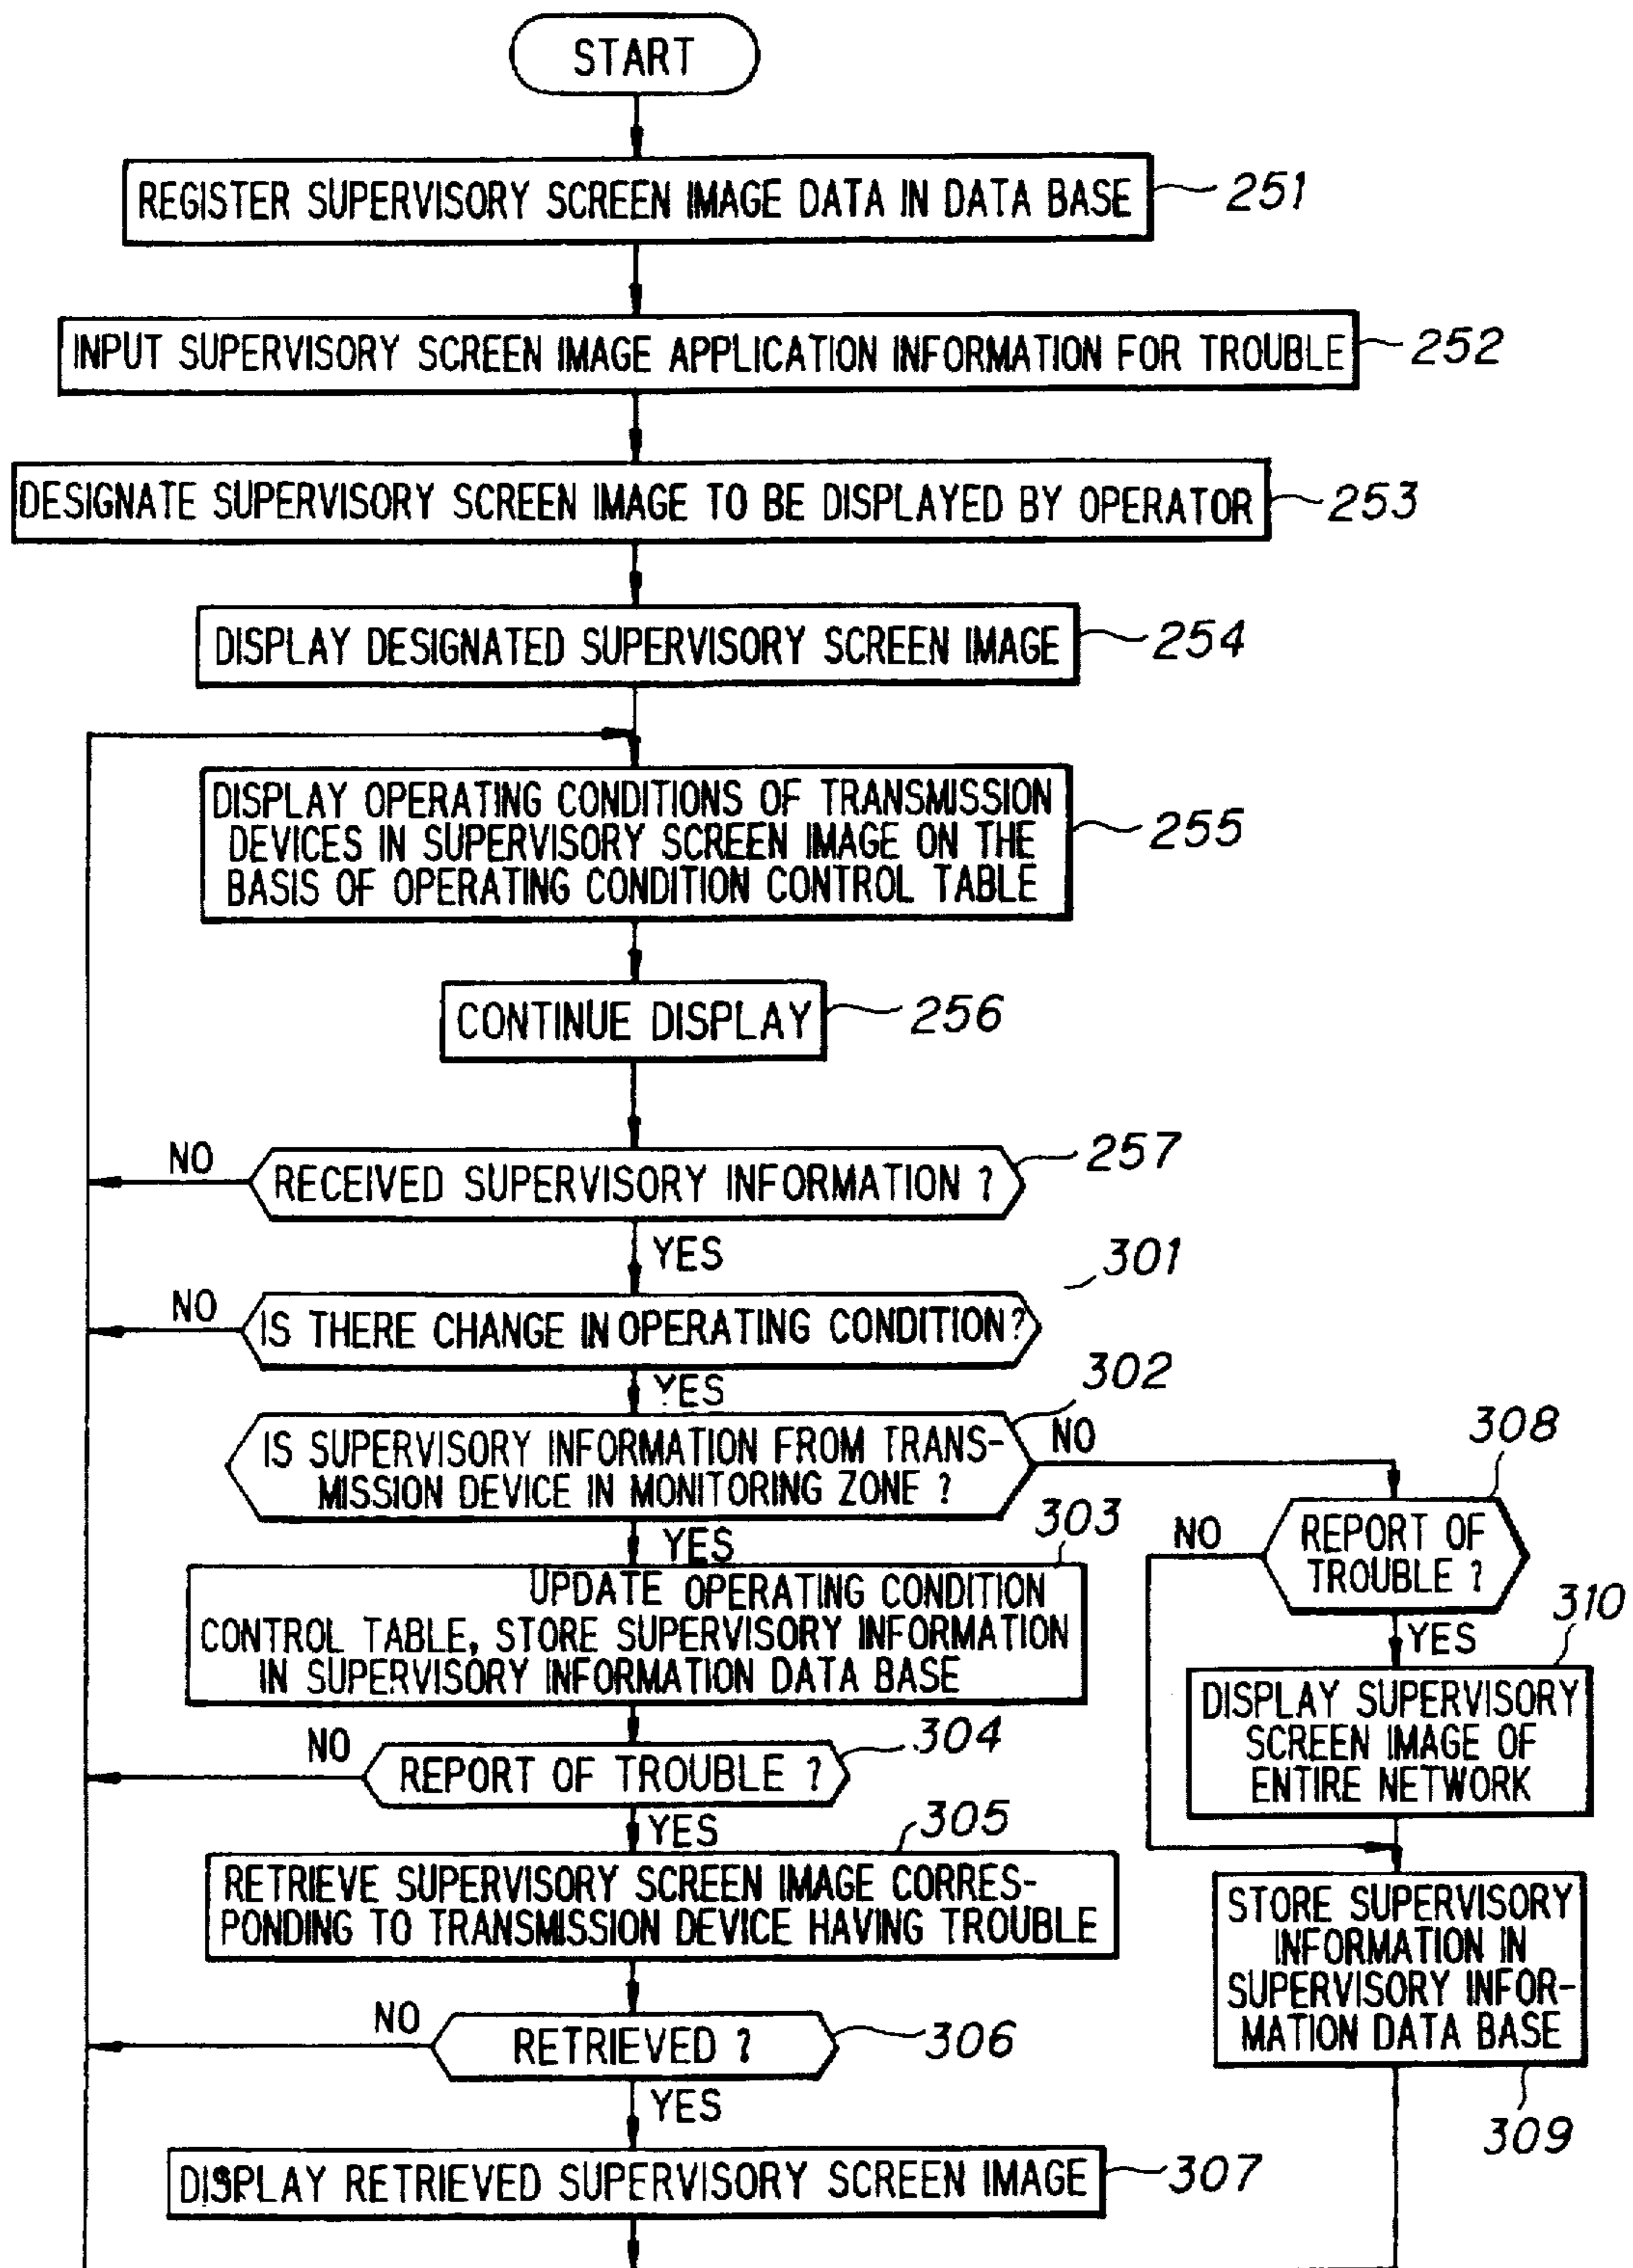 START
REGISTER SUPERVISORY SCREEN IMAGE DATA IN DATA BASE
251
INPUT SUPERVISORY SCREEN IMAGE APPLICATION INFORMATION FOR TROUBLE
252
DESIGNATE SUPERVISORY SCREEN IMAGE TO BE DISPLAYED BY OPERATOR
253
DISPLAY DESIGNATED SUPERVISORY SCREEN IMAGE
254
DISPLAY OPERATING CONDITIONS OF TRANSMISSION
DEVICES IN SUPERVISORY SCREEN IMAGE ON THE
BASIS OF OPERATING CONDITION CONTROL TABLE
255
CONTINUE DISPLAY
256
NO
RECEIVED SUPERVISORY INFORMATION ?
257
YES
301
NO
IS THERE CHANGE IN OPERATING CONDITION?
YES
302
IS SUPERVISORY INFORMATION FROM TRANS-
MISSION DEVICE IN MONITORING ZONE ?
NO
308
YES
303
NO
REPORT OF
TROUBLE ?
UPDATE OPERATING CONDITION
CONTROL TABLE, STORE SUPERVISORY INFORMATION
IN SUPERVISORY INFORMATION DATA BASE
YES
310
DISPLAY SUPERVISORY
SCREEN IMAGE OF
ENTIRE NETWORK
NO
REPORT OF TROUBLE ?
304
YES
305
RETRIEVE SUPERVISORY SCREEN IMAGE CORRES-
PONDING TO TRANSMISSION DEVICE HAVING TROUBLE
STORE SUPERVISORY
INFORMATION IN
SUPERVISORY INFOR-
MATION DATA BASE
309
NO
RETRIEVED ?
306
YES
DISPLAY RETRIEVED SUPERVISORY SCREEN IMAGE
307